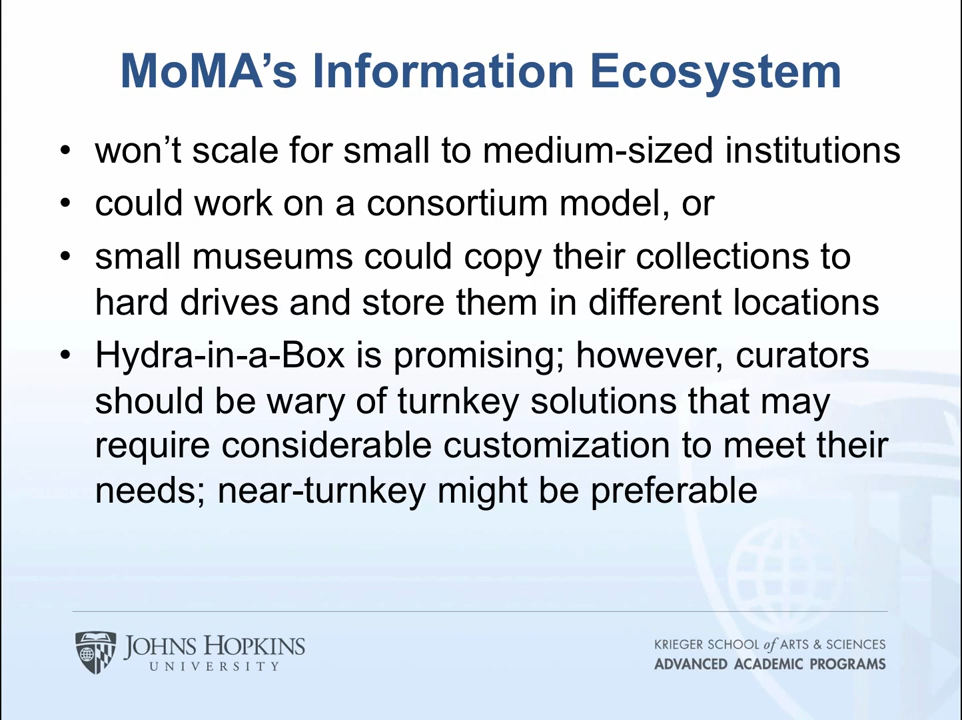 MoMA’s Information Ecosystem
• won’t scale for small to medium-sized institutions
• could work on a consortium model, or
• small museums could copy their collections to
hard drives and store them in different locations
• Hydra-in-a-Box is promising; however, curators
should be wary of turnkey solutions that may
require considerable customization to meet their
needs; near-turnkey might be preferable
JOHNS HOPKINS
UNIVERSITY
KRIEGER SCHOOL of ARTS & SCIENCES
ADVANCED ACADEMIC PROGRAMS